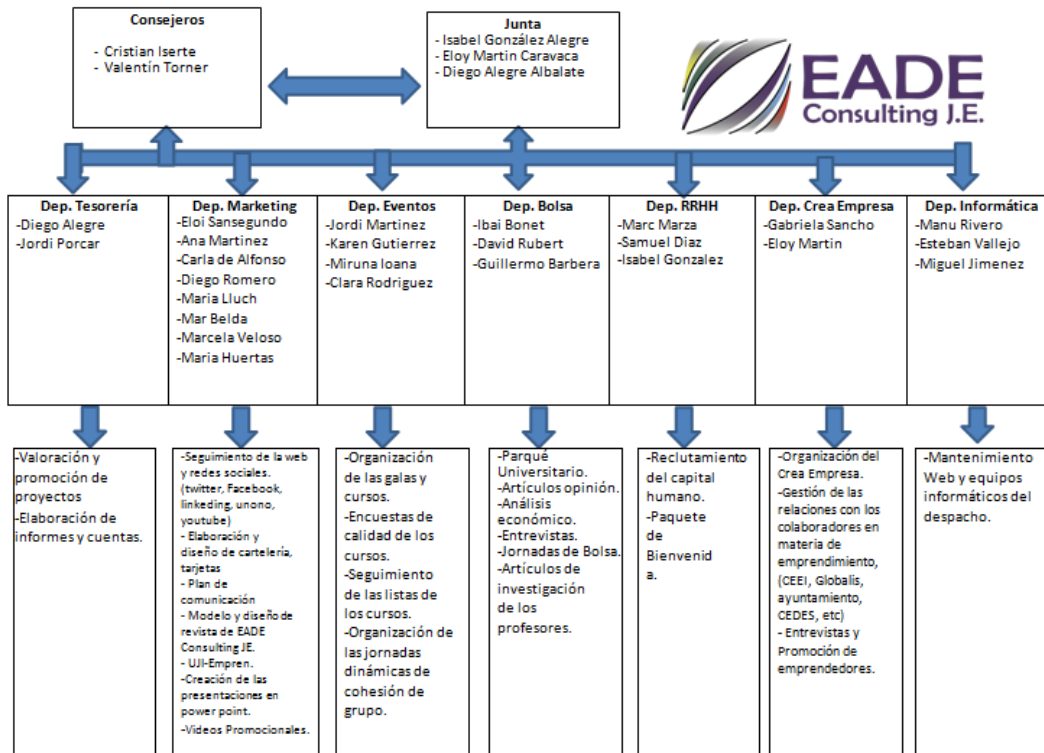 Consejeros
- Cristian Iserte
- Valentín Torner
Junta
- Isabel González Alegre
- Eloy Martin Caravaca
- Diego Alegre Albalate
EADE
Consulting J.E.
Dep. Tesorería
-Diego Alegre
-Jordi Porcar
Dep. Marketing
-Eloi Sansegundo
-Ana Martinez
-Carla de Alfonso
-Diego Romero
-Maria Lluch
-Mar Belda
-Marcela Veloso
-Maria Huertas
Dep. Eventos
-Jordi Martinez
-Karen Gutierrez
-Miruna Ioana
-Clara Rodriguez
Dep. Bolsa
-Ibai Bonet
-David Rubert
-Guillermo Barbera
Dep. RRHH
-Marc Marza
-Samuel Diaz
-Isabel Gonzalez
Dep. Crea Empresa
-Gabriela Sancho
-Eloy Martin
Dep. Informática
-Manu Rivero
-Esteban Vallejo
-Miguel Jimenez
-Valoración y
promoción de
proyectos
-Elaboración de
informes y cuentas.
-Seguimiento de la web
y redes sociales.
(twitter, Facebook,
linkeding, unono,
youtube)
- Elaboración y
diseño de cartelería,
tarjetas
- Plan de
comunicación
- Modelo y diseño de
revista de EADE
Consulting JE.
- UJI-Empren.
-Creación de las
presentaciones en
power point.
-Videos Promocionales.
-Organización
de las galas y
cursos.
-Encuestas de
calidad de los
cursos.
-Seguimiento
de las listas de
los cursos.
-Organización de
las jornadas
dinámicas de
cohesión de
grupo.
-Parqué
Universitario.
-Artículos opinión.
-Análisis
económico.
-Entrevistas.
-Jornadas de Bolsa.
-Artículos de
investigación
de los
profesores.
-Reclutamiento
del capital
humano.
-Paquete
de
Bienvenid
a.
-Organización del
Crea Empresa.
-Gestión de las
relaciones con los
colaboradores en
materia de
emprendimiento,
(CEEI, Globalis,
ayuntamiento,
CEDES, etc)
- Entrevistas y
Promoción de
emprendedores.
-Mantenimiento
Web y equipos
informáticos del
despacho.